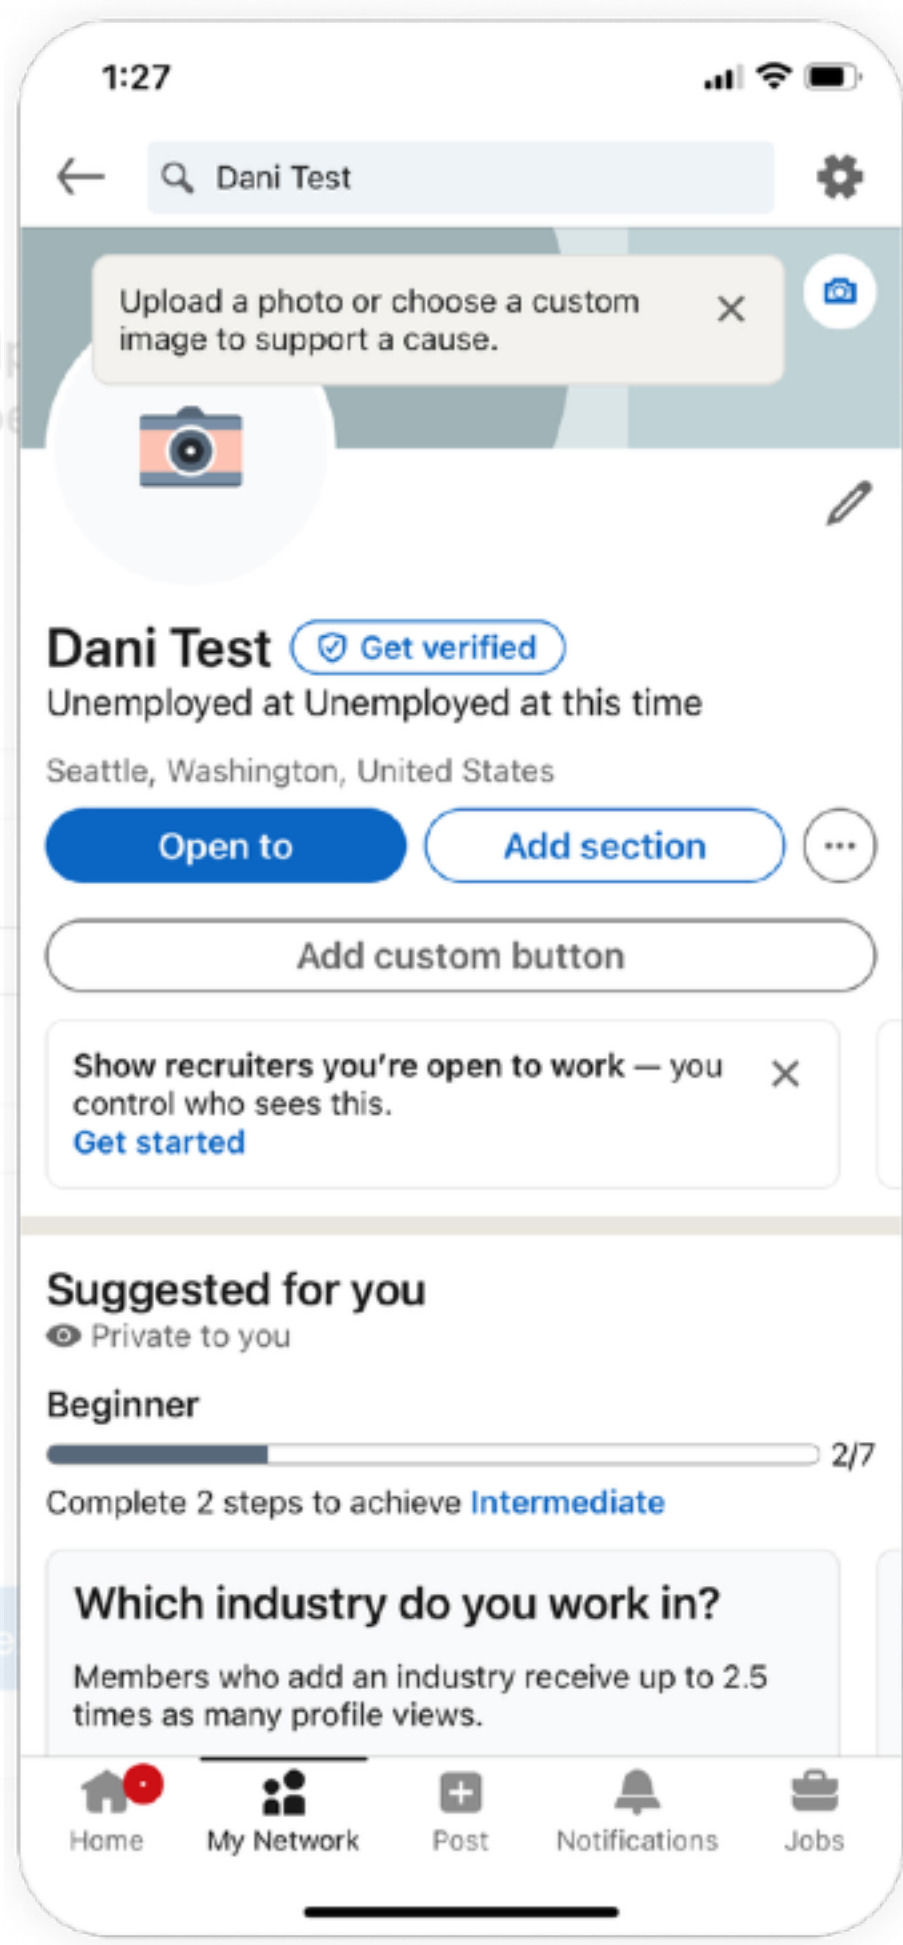 1:27
Dani Test
Upload a photo or choose a custom
image to support a cause.
Dani Test
Get verified
Unemployed at Unemployed at this time
Seattle, Washington, United States
Open to
Add section
Add custom button
Show recruiters you're open to work — you
control who sees this.
Get started
Suggested for you
Private to you
Beginner
2/7
Complete 2 steps to achieve Intermediate
Which industry do you work in?
Members who add an industry receive up to 2.5
times as many profile views.
Home
My Network
Post
Notifications
Jobs